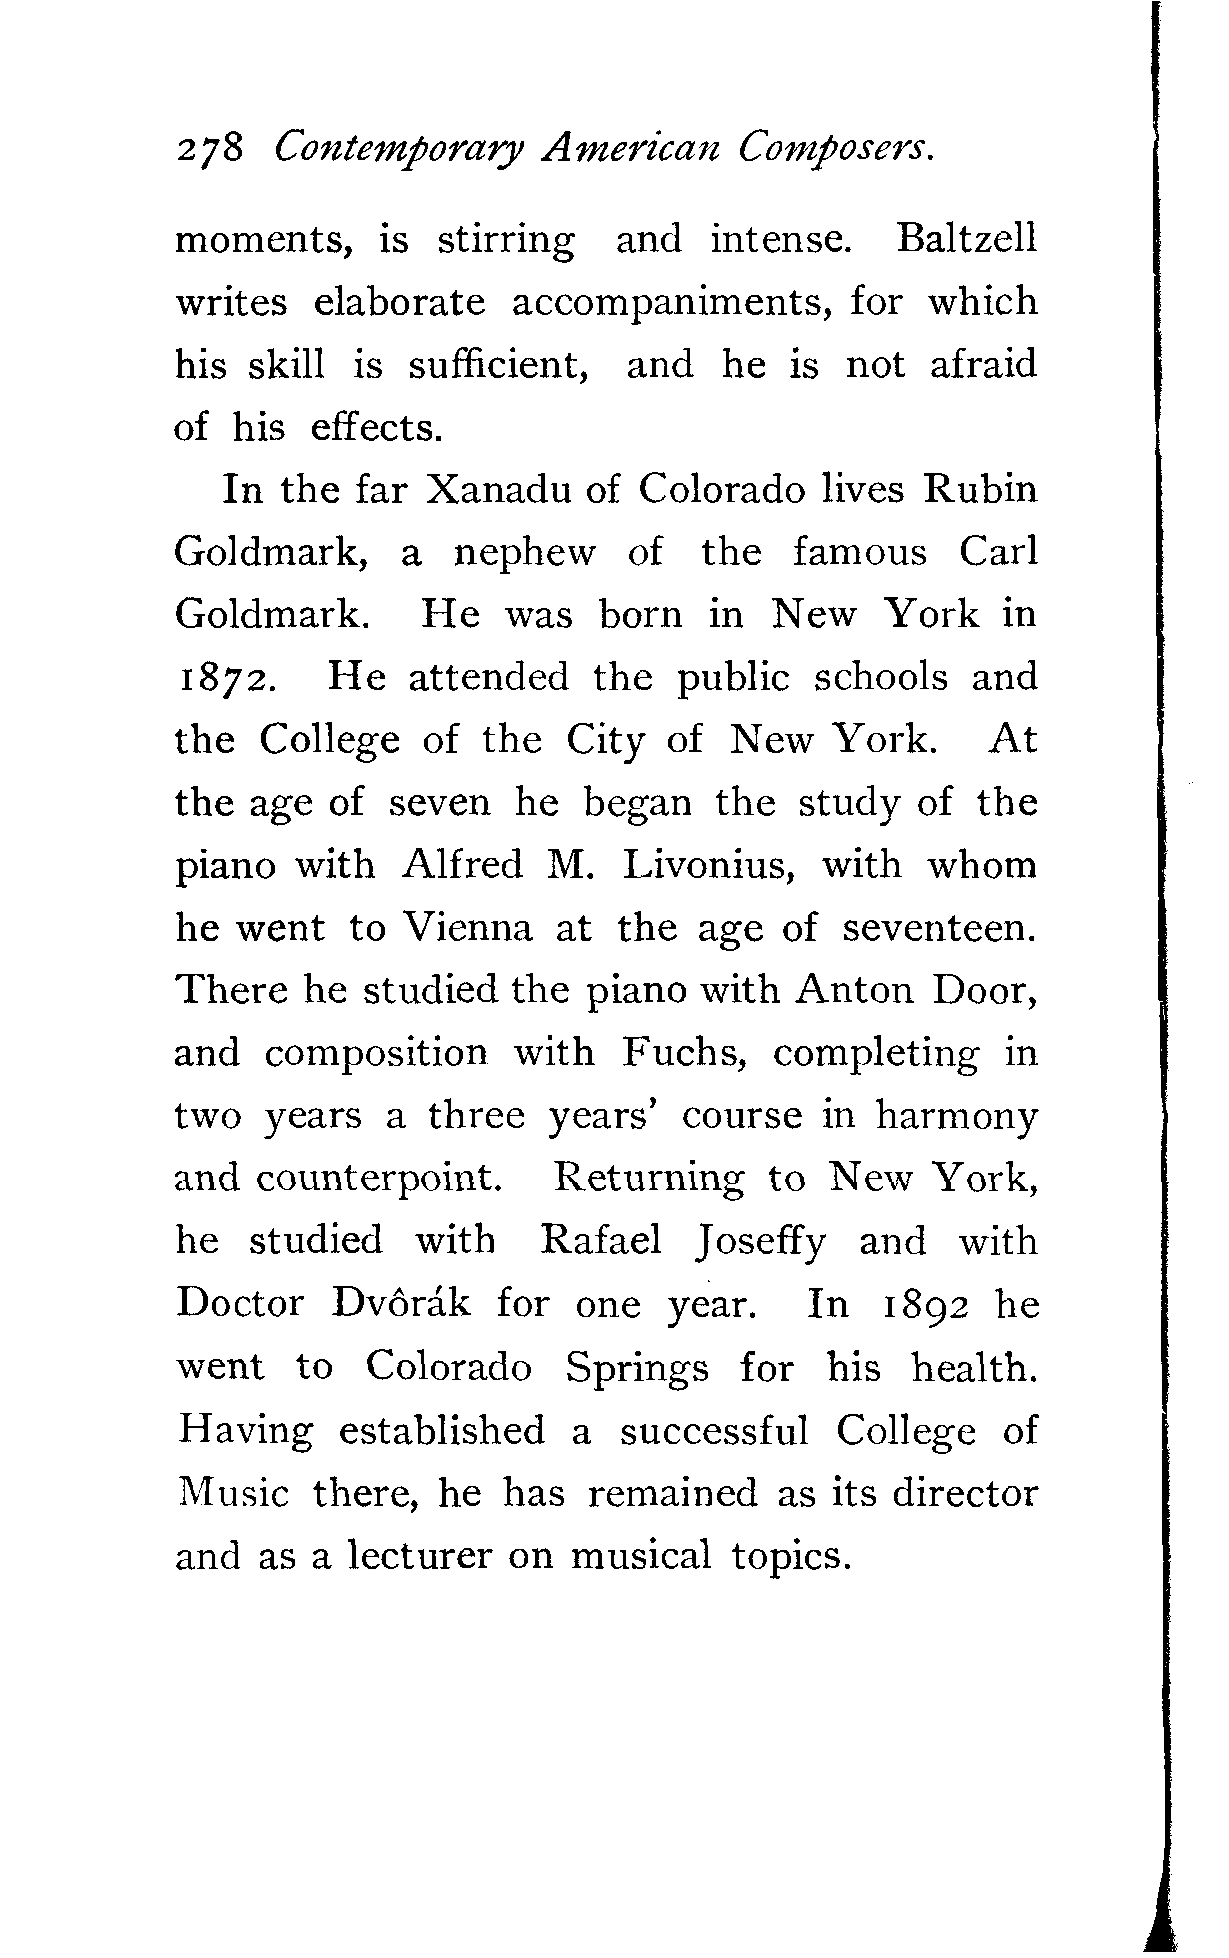 278 Contemporary American Composers.
moments, is stirring and intense. Baltzell
writes elaborate accompaniments, for which
his skill is sufficient, and he is not afraid
of his effects.
In the far Xanadu of Colorado lives Rubin
Goldmark, a nephew of the famous Carl
Goldmark. He was born in New York in
1872. He attended the public schools and
the College of the City of New York. At
the age of seven he began the study of the
piano with Alfred M. Livonius, with whom
he went to Vienna at the age of seventeen.
There he studied the piano with Anton Door,
and composition with Fuchs, completing in
two years a three years' course in harmony
and counterpoint. Returning to New York,
he studied with Rafael Joseffy and with
Doctor Dvôrák for one year. In 1892 he
went to Colorado Springs for his health.
Having established a successful College of
Music there, he has remained as its director
and as a lecturer on musical topics.